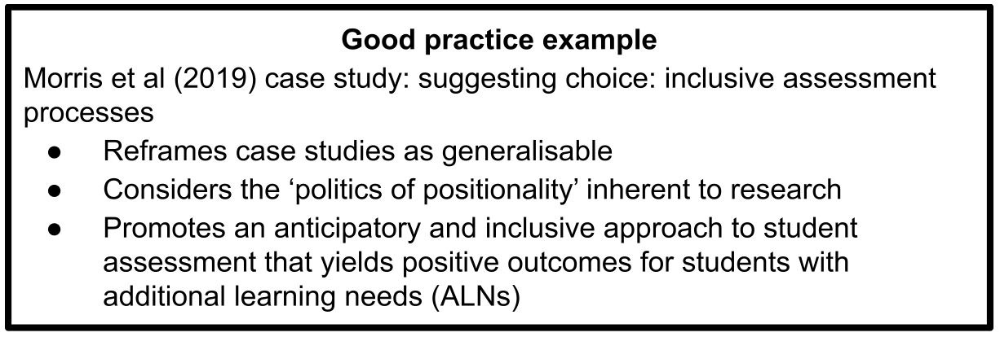 Good practice example
Morris et al (2019) case study: suggesting choice: inclusive assessment
processes
● Reframes case studies as generalisable
● Considers the ‘politics of positionality’ inherent to research
● Promotes an anticipatory and inclusive approach to student
assessment that yields positive outcomes for students with
additional learning needs (ALNs)